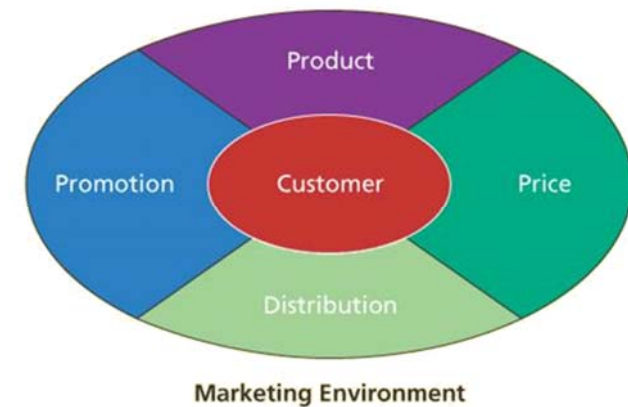 Product
Promotion
Customer
Price
Distribution
Marketing Environment